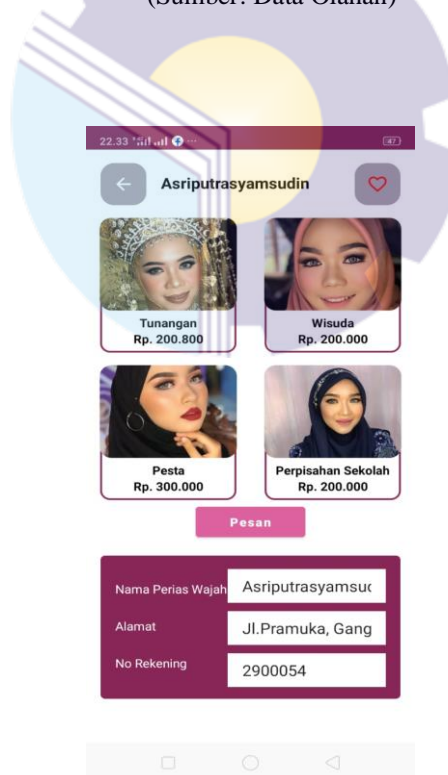 (Sumber: Data Olahan)
22.33
47
Asriputrasyamsudin
Tunangan
Rp. 200.800
Wisuda
Rp. 200.000
Pesta
Rp. 300.000
Perpisahan Sekolah
Rp. 200.000
Pesan
Nama Perias Wajah
Asriputrasyamsuc
Alamat
Jl.Pramuka, Gang
No Rekening
2900054